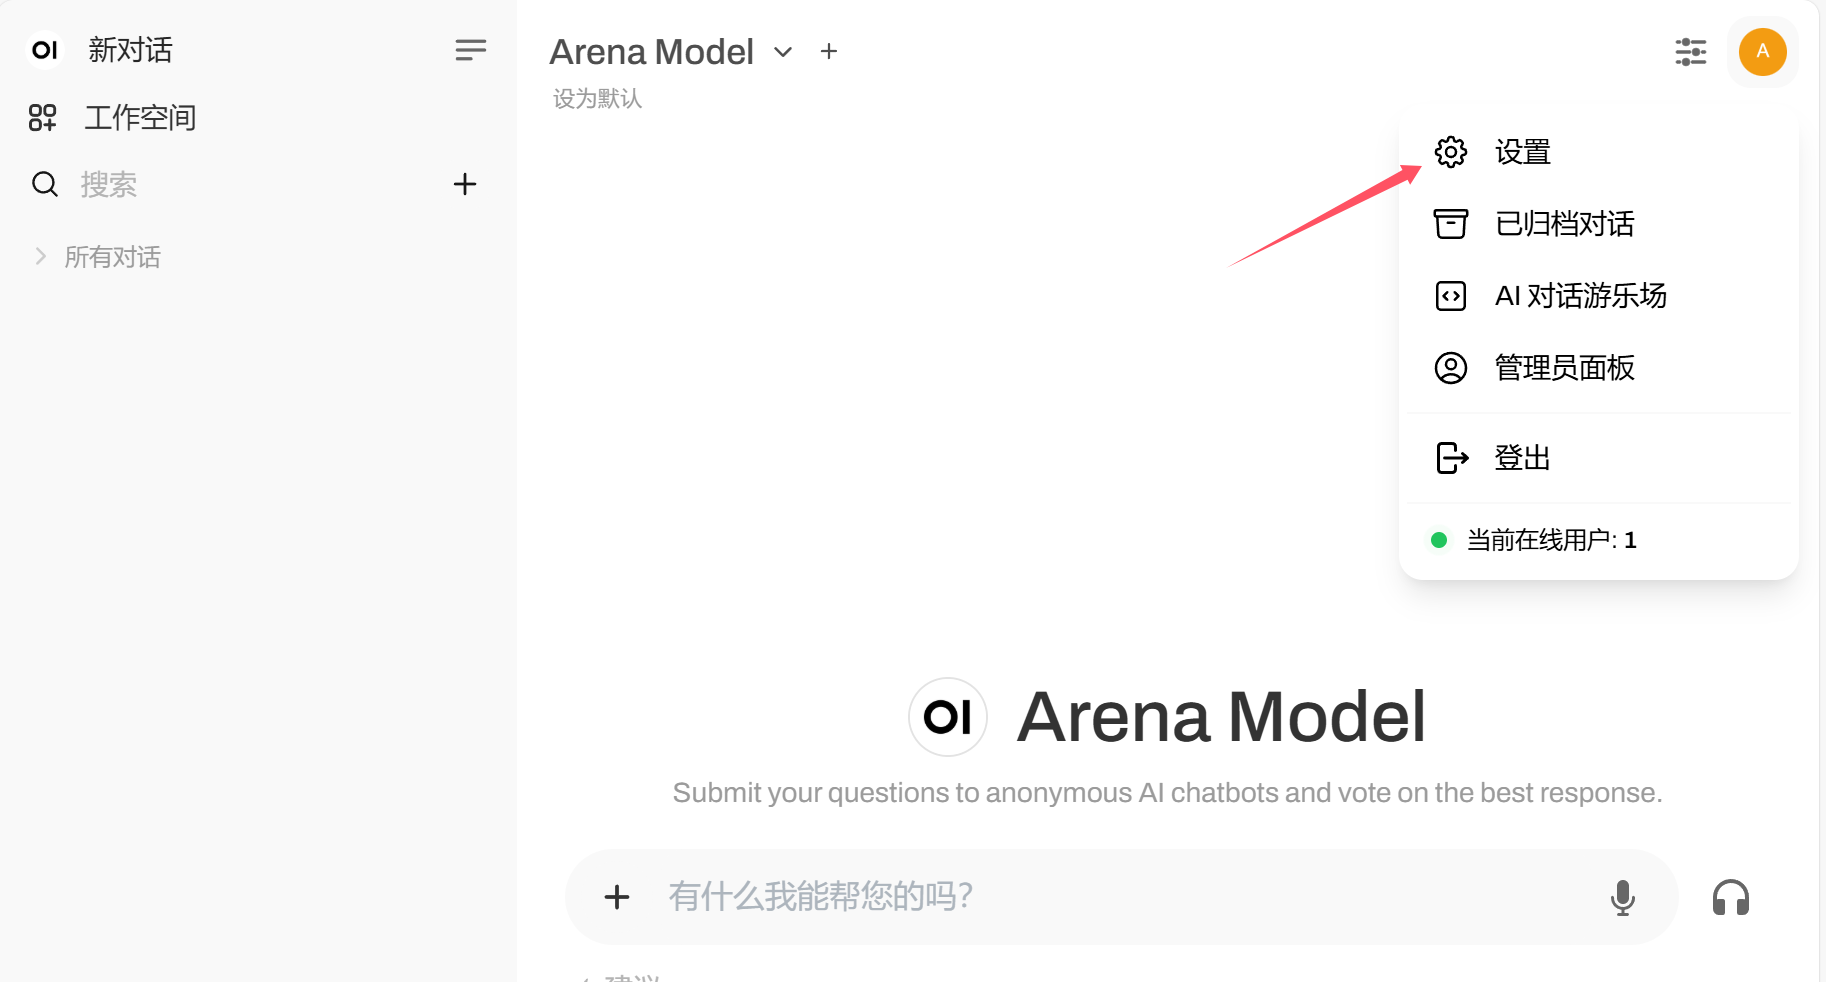 OI 新对话
工作空间
搜索
所有对话
Arena Model
设为默认
A
设置
已归档对话
AI 对话游乐场
管理员面板
登出
当前在线用户: 1
OI Arena Model
Submit your questions to anonymous AI chatbots and vote on the best response.
有什么我能帮您的吗?
建议